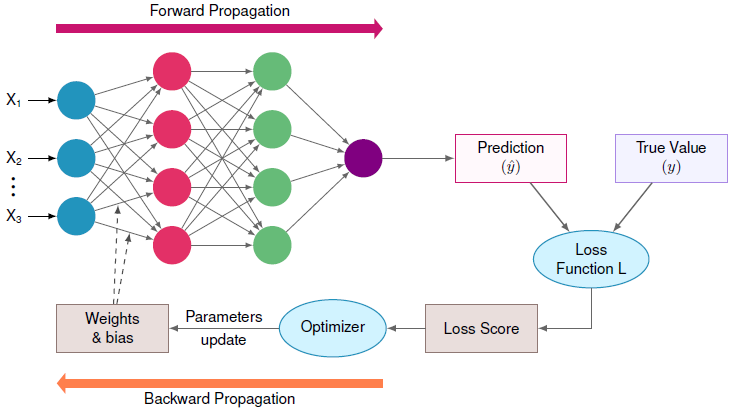 Forward Propagation
X₁
X₂
⋮
X₃
Prediction
(ŷ)
True Value
(y)
Loss
Function L
Weights
& bias
Parameters
update
Optimizer
Loss Score
Backward Propagation